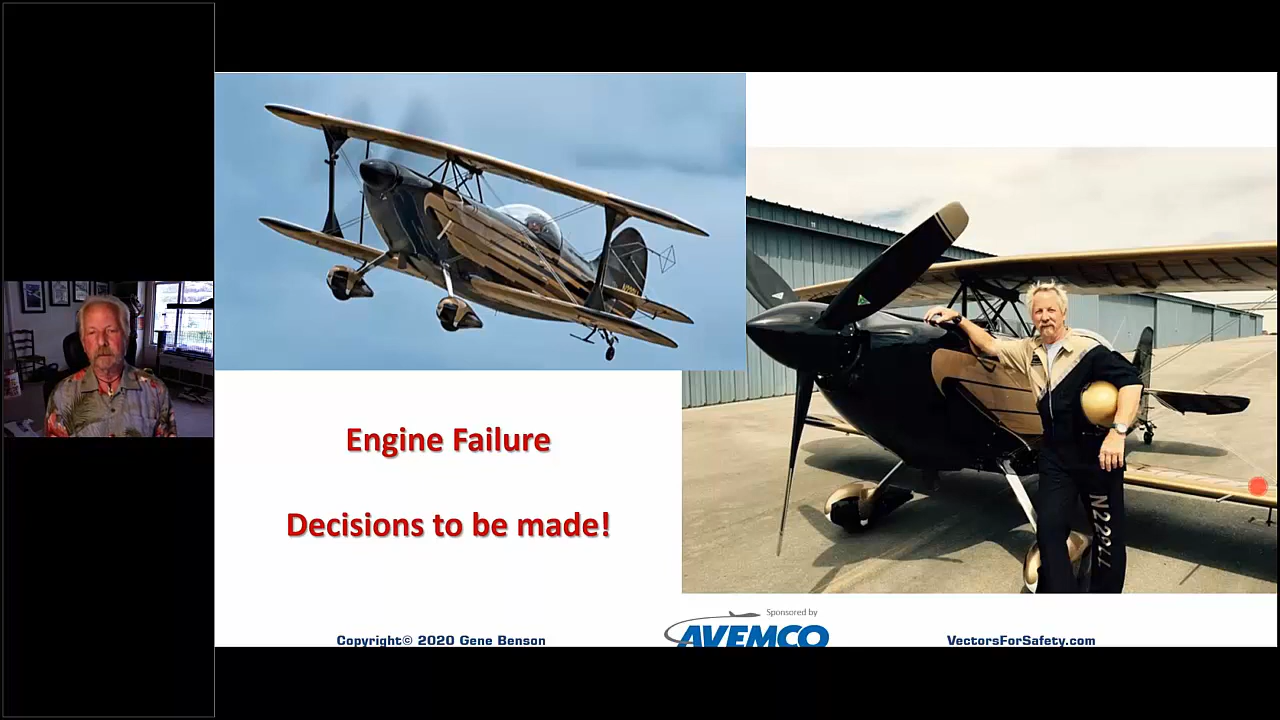 Engine Failure
Decisions to be made!
Sponsored by
AVEMCO
Copyright© 2020 Gene Benson
VectorsForSafety.com